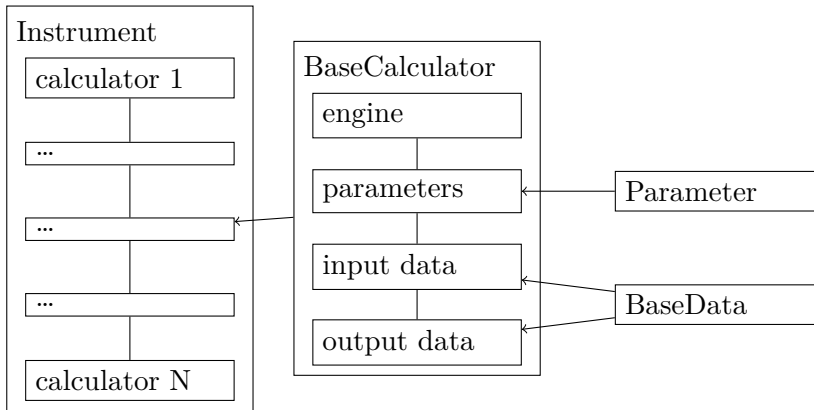 Instrument
calculator 1
...
...
...
calculator N
BaseCalculator
engine
parameters
input data
output data
Parameter
BaseData